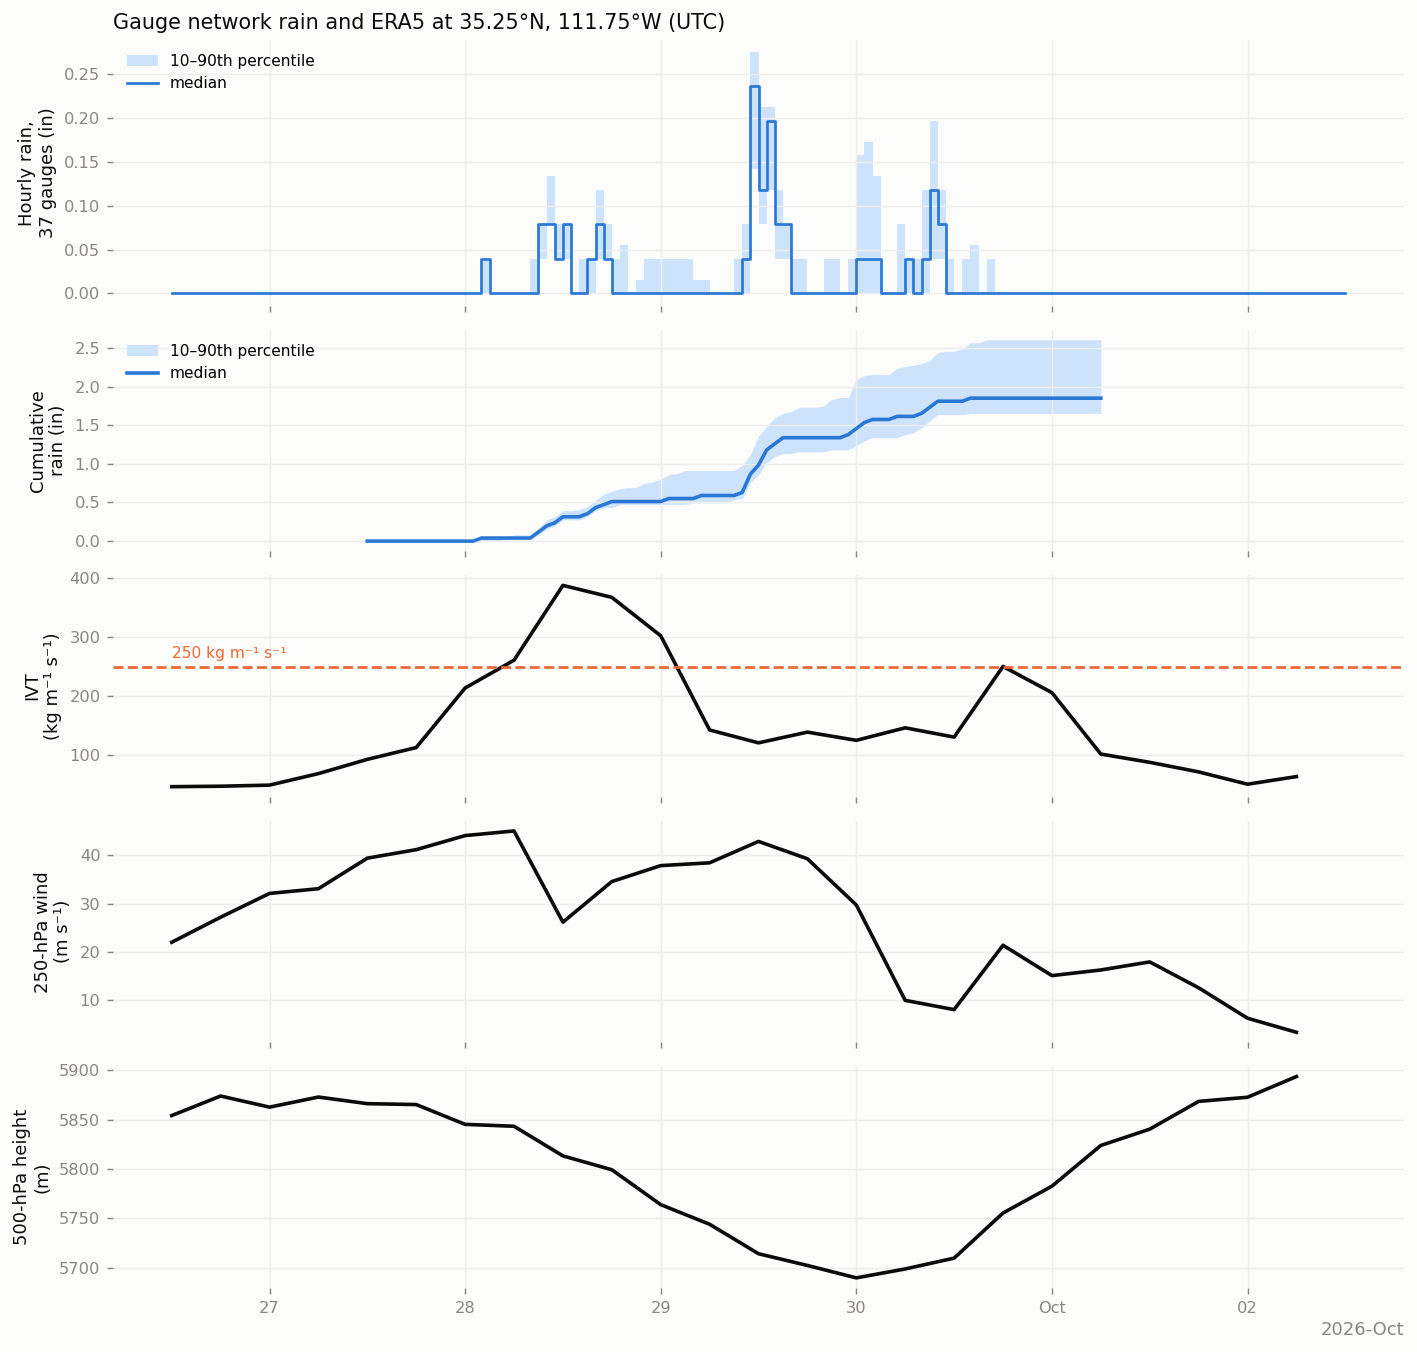 Gauge network rain and ERA5 at 35.25°N, 111.75°W (UTC)
10–90th percentile
median
Hourly rain,
37 gauges (in)
0.25
0.20
0.15
0.10
0.05
0.00
10–90th percentile
median
Cumulative
rain (in)
2.5
2.0
1.5
1.0
0.5
0.0
IVT
(kg m⁻¹ s⁻¹)
400
300
200
100
250 kg m⁻¹ s⁻¹
250-hPa wind
(m s⁻¹)
40
30
20
10
500-hPa height
(m)
5900
5850
5800
5750
5700
27 28 29 30 Oct 02
2026-Oct